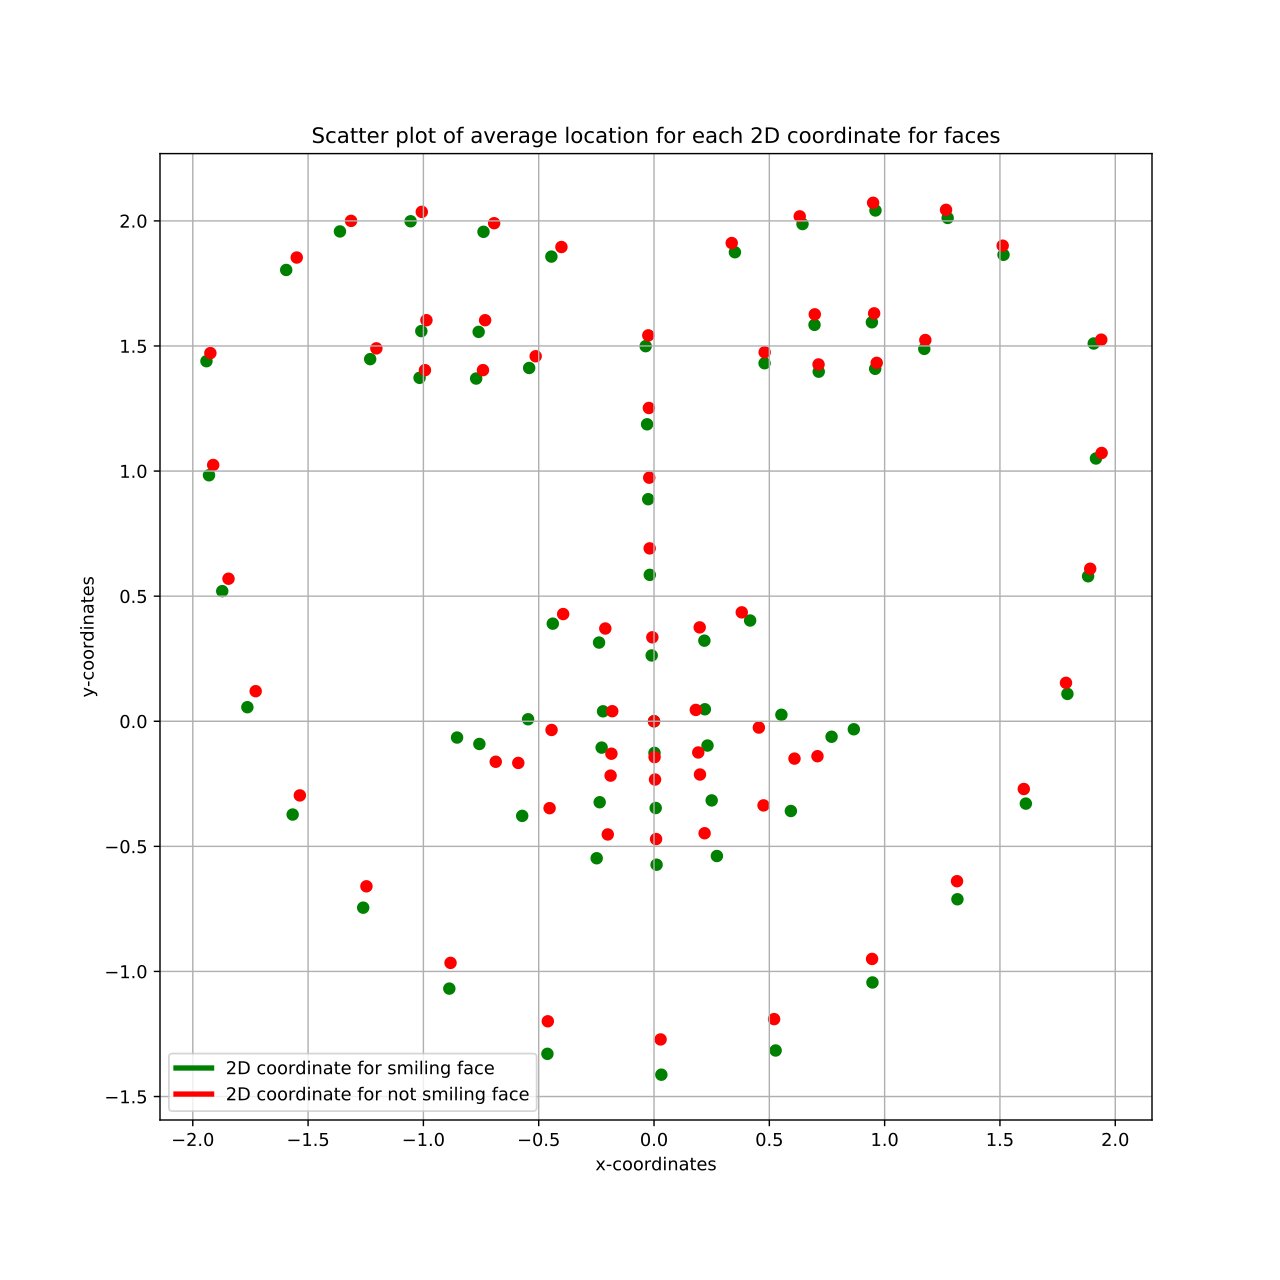 Scatter plot of average location for each 2D coordinate for faces
2.0
1.5
1.0
0.5
0.0
−0.5
−1.0
−1.5
y-coordinates
2D coordinate for smiling face
2D coordinate for not smiling face
−2.0 −1.5 −1.0 −0.5 0.0 0.5 1.0 1.5 2.0
x-coordinates